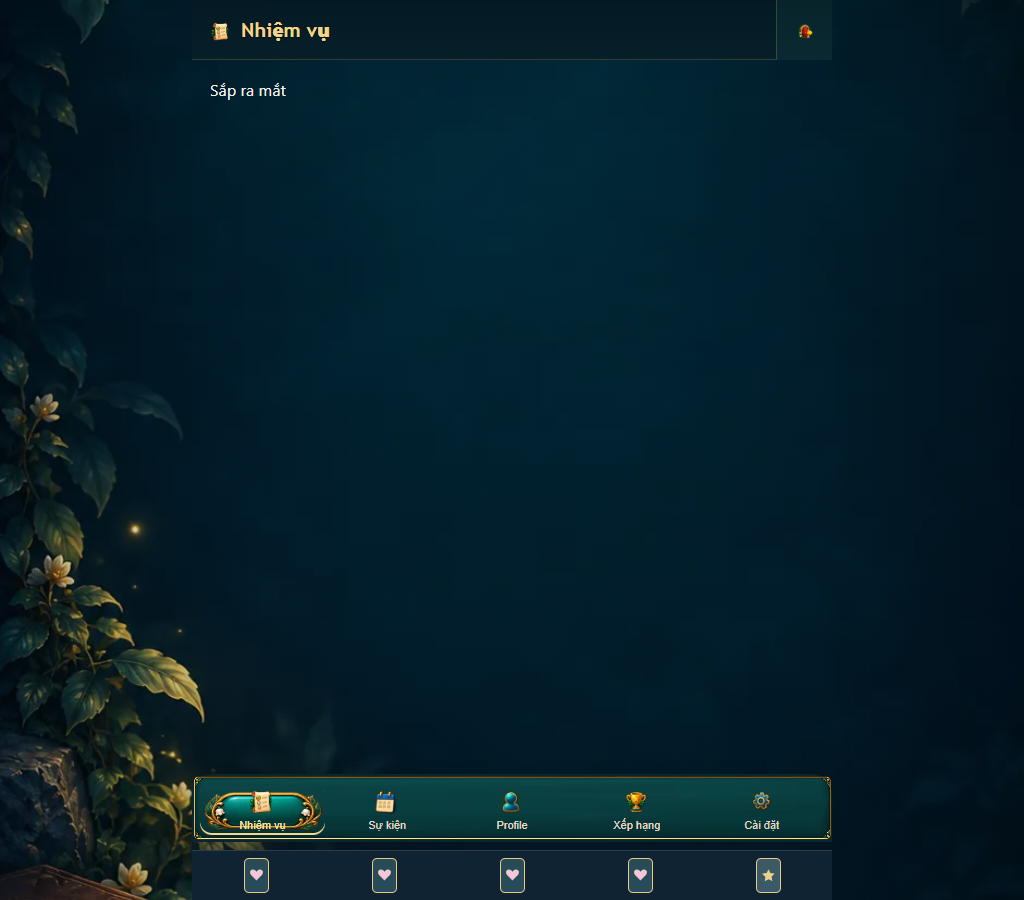 Nhiệm vụ
Sắp ra mắt
Nhiệm vụ
Sự kiện
Profile
Xếp hạng
Cài đặt